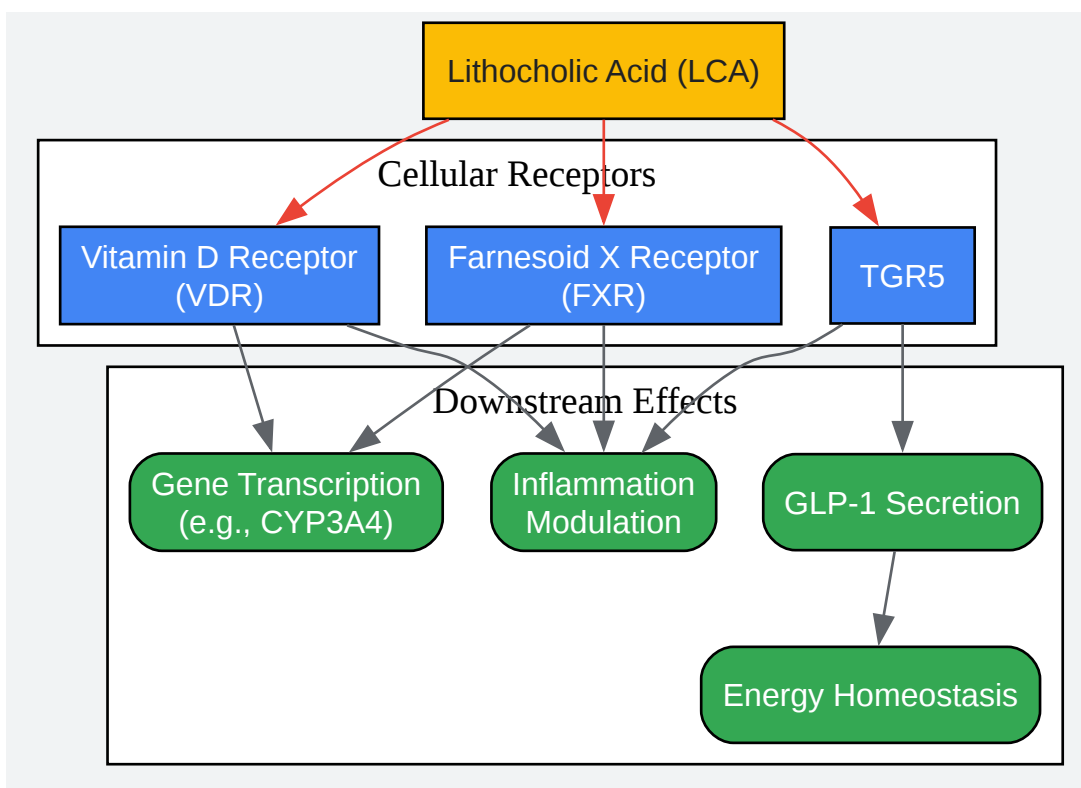 Lithocholic Acid (LCA)
Cellular Receptors
Vitamin D Receptor
(VDR)
Farnesoid X Receptor
(FXR)
TGR5
Downstream Effects
Gene Transcription
(e.g., CYP3A4)
Inflammation
Modulation
GLP-1 Secretion
Energy Homeostasis